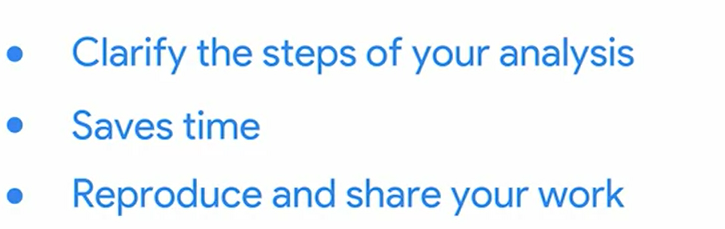 • Clarify the steps of your analysis
• Saves time
• Reproduce and share your work